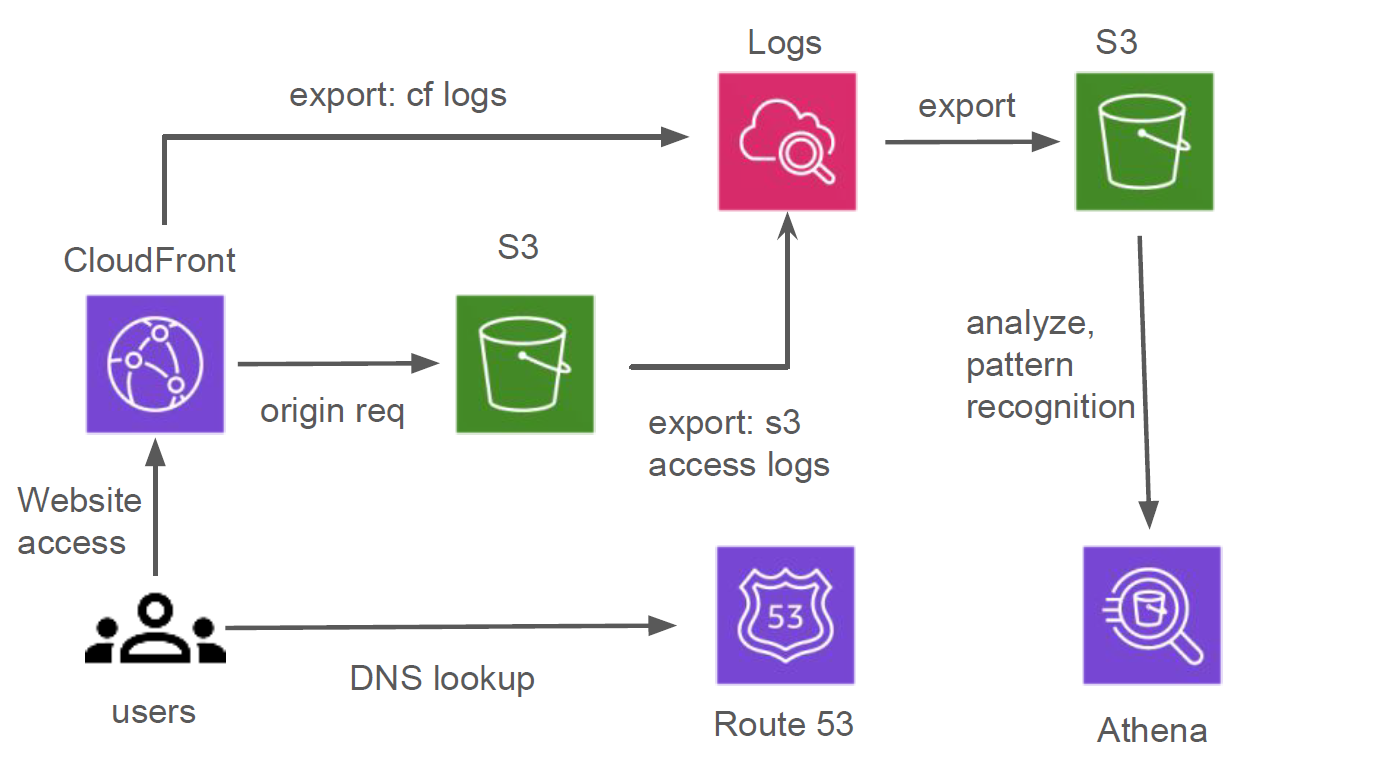 Logs
S3
export: cf logs
export
CloudFront
S3
analyze,
pattern
recognition
origin req
export: s3
access logs
Website
access
53
DNS lookup
users
Route 53
Athena